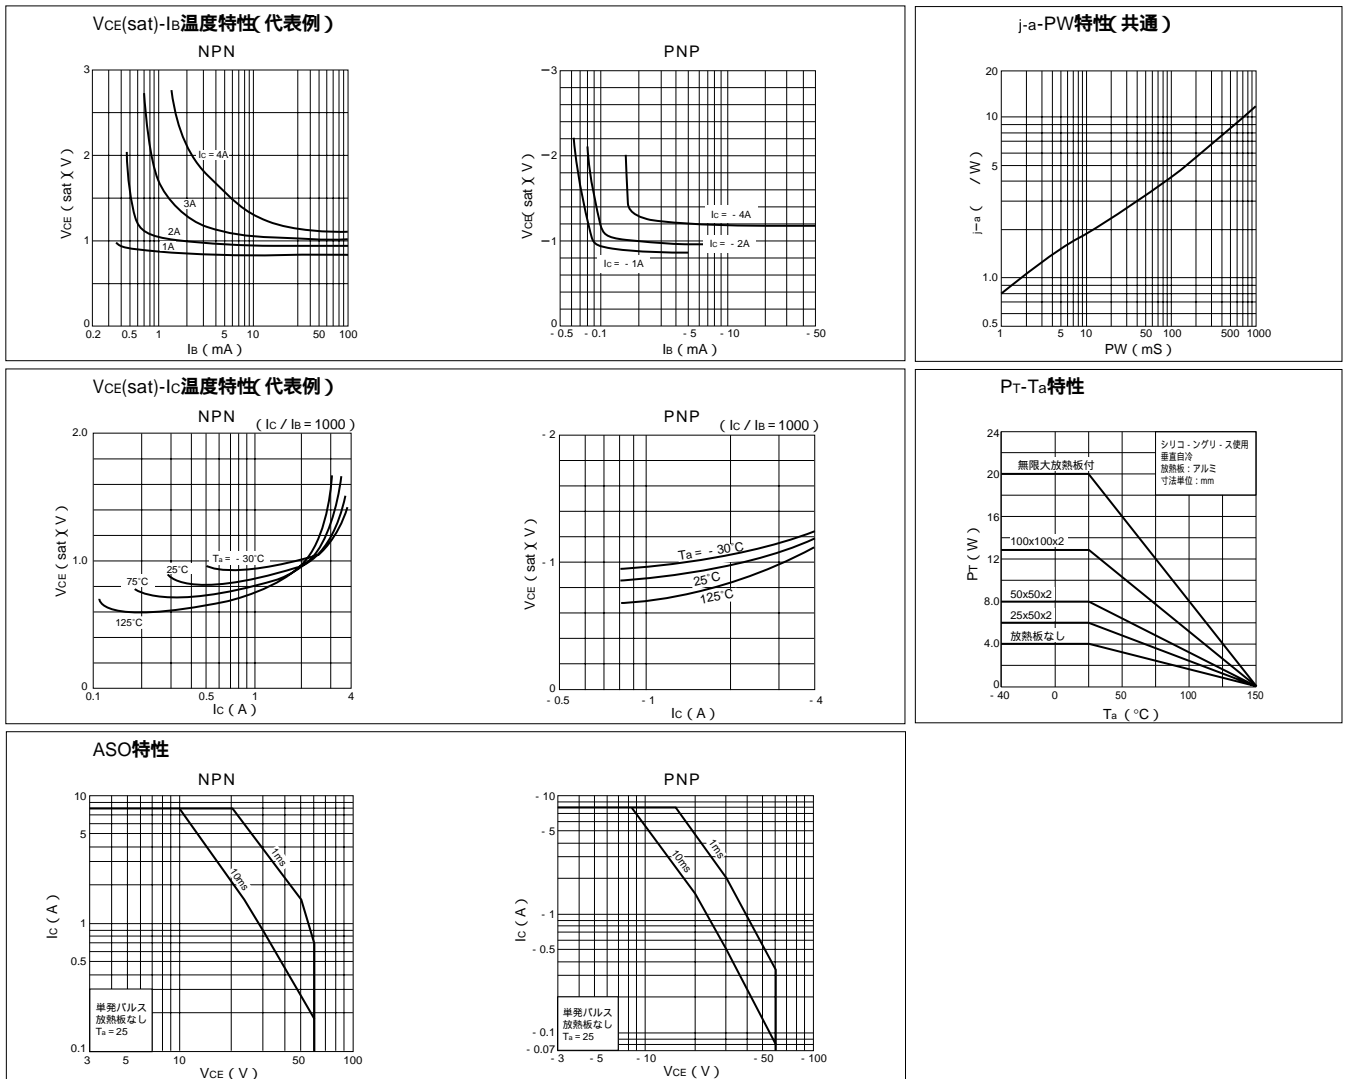 VCE(sat)-IB温度特性(代表例)
NPN
3
2
1
0
0.2 0.5 1 5 10 50 100
VCE(sat)(V)
IB(mA)
IC = 4A
3A
2A
1A
PNP
-3
-2
-1
0
- 0.5 - 0.1 - 5 - 10 - 50
VCE(sat)(V)
IB(mA)
IC = - 4A
IC = - 2A
IC = - 1A
j-a-PW特性(共通)
20
10
5
1.0
0.5
1 5 10 50 100 500 1000
j-a( /W)
PW(mS)
VCE(sat)-IC温度特性(代表例)
NPN
(IC / IB = 1000)
2.0
1.0
0
0.1 0.5 1 4
VCE(sat)(V)
IC(A)
Ta = - 30°C
25°C
75°C
125°C
PNP
(IC / IB = 1000)
- 2
- 1
0
- 0.5 - 1 - 4
VCE(sat)(V)
IC(A)
Ta = - 30°C
25°C
125°C
PT-Ta特性
24
20
16
12
8.0
4.0
0
- 40 0 50 100 150
PT(W)
Ta(°C)
シリコ - ングリ - ス使用
垂直自冷
放熱板:アルミ
寸法単位:mm
無限大放熱板付
100x100x2
50x50x2
25x50x2
放熱板なし
ASO特性
NPN
10
5
1
0.5
0.1
3 5 10 50 100
IC(A)
VCE(V)
1ms
10ms
単発パルス
放熱板なし
Ta = 25
PNP
- 10
- 5
- 1
- 0.5
- 0.1
- 0.07
- 3 - 5 - 10 - 50 - 100
IC(A)
VCE(V)
1ms
10ms
単発パルス
放熱板なし
Ta = 25